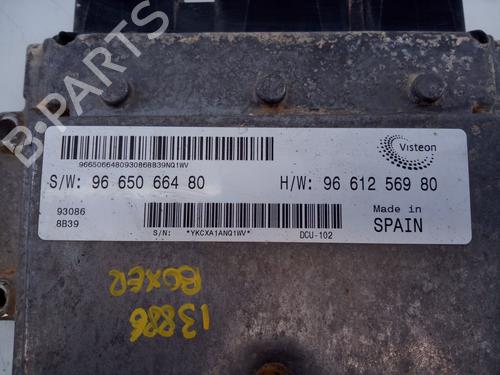 B-PARTS
9665066480930868B39NQ1WV
Visteon
S/W: 96 650 664 80
H/W: 96 612 569 80
93086
8B39
Made in
SPAIN
S/N: *YKCXA1ANQ1WV*
DCU-102
13886
BOXER